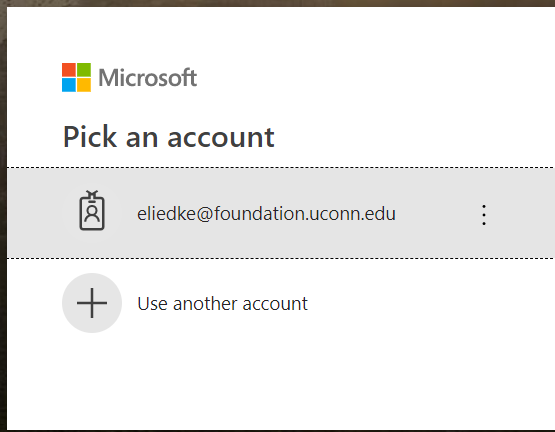 Microsoft
Pick an account
eliedke@foundation.uconn.edu
Use another account